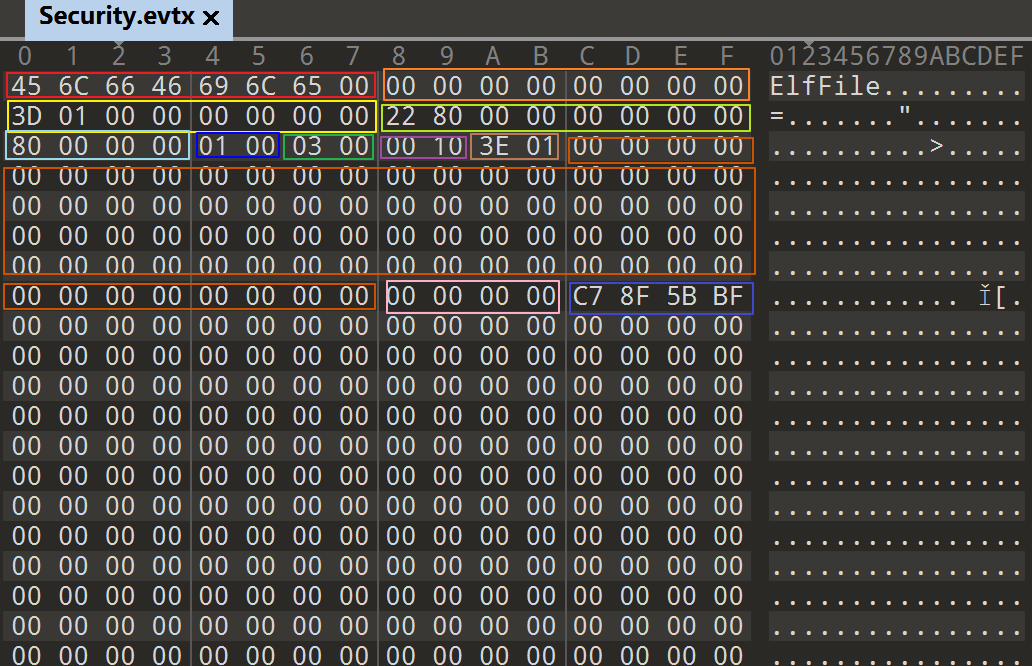 Security.evtx ×
0 1 2 3 4 5 6 7 8 9 A B C D E F 0123456789ABCDEF
45 6C 66 46 69 6C 65 00 00 00 00 00 00 00 00 00 ElfFile.........
3D 01 00 00 00 00 00 00 22 80 00 00 00 00 00 00 =.......".......
80 00 00 00 01 00 03 00 00 10 3E 01 00 00 00 00 ..........>.....
00 00 00 00 00 00 00 00 00 00 00 00 00 00 00 00 ................
00 00 00 00 00 00 00 00 00 00 00 00 00 00 00 00 ................
00 00 00 00 00 00 00 00 00 00 00 00 00 00 00 00 ................
00 00 00 00 00 00 00 00 00 00 00 00 00 00 00 00 ................
00 00 00 00 00 00 00 00 00 00 00 00 C7 8F 5B BF ............ [.
00 00 00 00 00 00 00 00 00 00 00 00 00 00 00 00 ................
00 00 00 00 00 00 00 00 00 00 00 00 00 00 00 00 ................
00 00 00 00 00 00 00 00 00 00 00 00 00 00 00 00 ................
00 00 00 00 00 00 00 00 00 00 00 00 00 00 00 00 ................
00 00 00 00 00 00 00 00 00 00 00 00 00 00 00 00 ................
00 00 00 00 00 00 00 00 00 00 00 00 00 00 00 00 ................
00 00 00 00 00 00 00 00 00 00 00 00 00 00 00 00 ................
00 00 00 00 00 00 00 00 00 00 00 00 00 00 00 00 ................
00 00 00 00 00 00 00 00 00 00 00 00 00 00 00 00 ................
00 00 00 00 00 00 00 00 00 00 00 00 00 00 00 00 ................
00 00 00 00 00 00 00 00 00 00 00 00 00 00 00 00 ................
00 00 00 00 00 00 00 00 00 00 00 00 00 00 00 00 ................